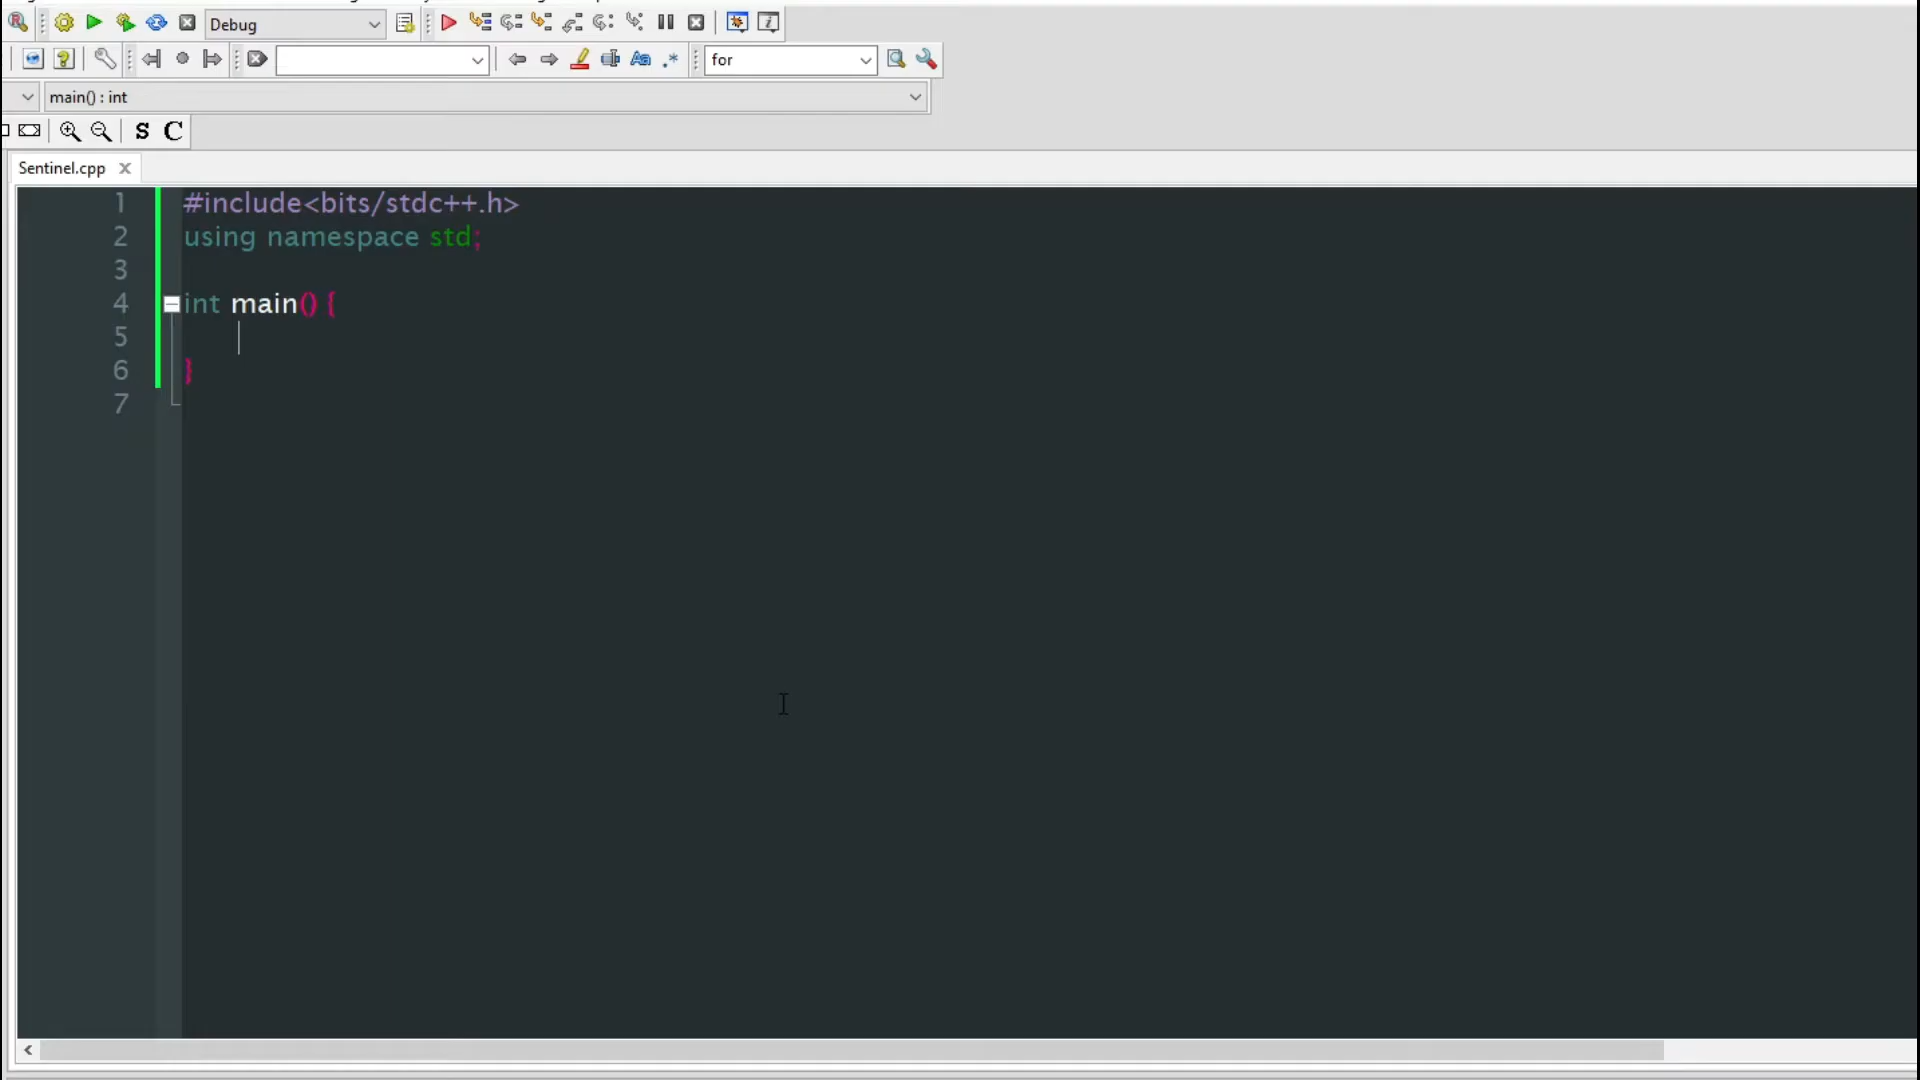 Debug
for
main() : int
S C
Sentinel.cpp
1 #include<bits/stdc++.h>
2 using namespace std;
3
4 int main() {
5
6 }
7